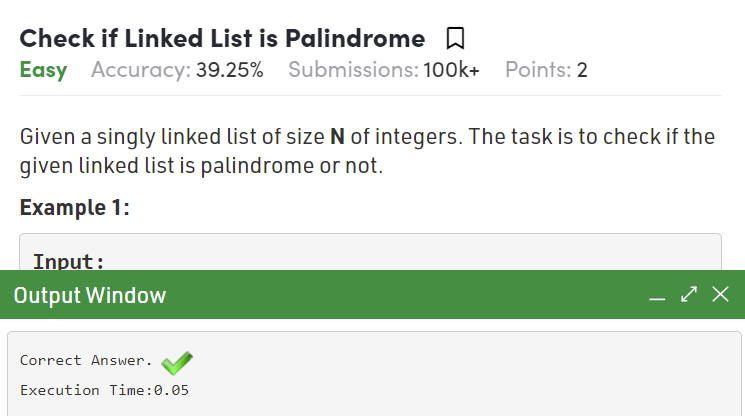 Check if Linked List is Palindrome
Easy Accuracy: 39.25% Submissions: 100k+ Points: 2
Given a singly linked list of size N of integers. The task is to check if the
given linked list is palindrome or not.
Example 1:
Input:
Output Window
Correct Answer.
Execution Time:0.05